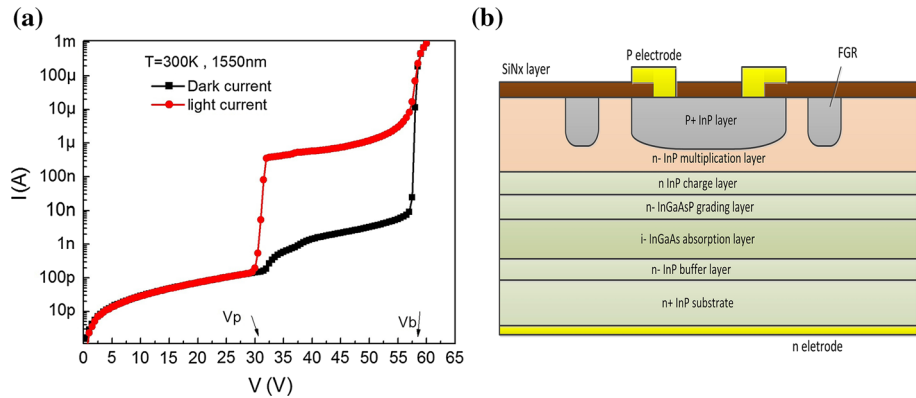 (a)
T=300K , 1550nm
Dark current
light current
I(A)
1m
100µ
10µ
1µ
100n
10n
1n
100p
10p
Vp
Vb
0 5 10 15 20 25 30 35 40 45 50 55 60 65
V (V)
(b)
P electrode
FGR
SiNx layer
P+ InP layer
n- InP multiplication layer
n InP charge layer
n- InGaAsP grading layer
i- InGaAs absorption layer
n- InP buffer layer
n+ InP substrate
n eletrode